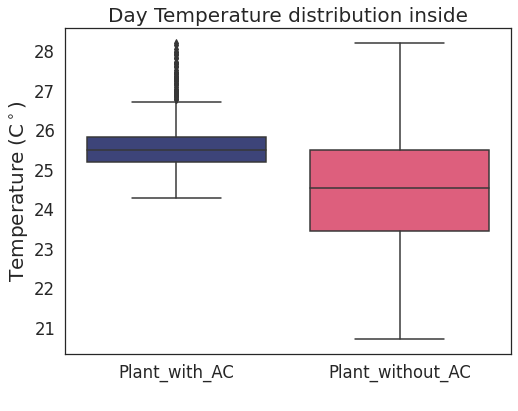 Day Temperature distribution inside
Temperature (C°)
28
27
26
25
24
23
22
21
Plant_with_AC
Plant_without_AC